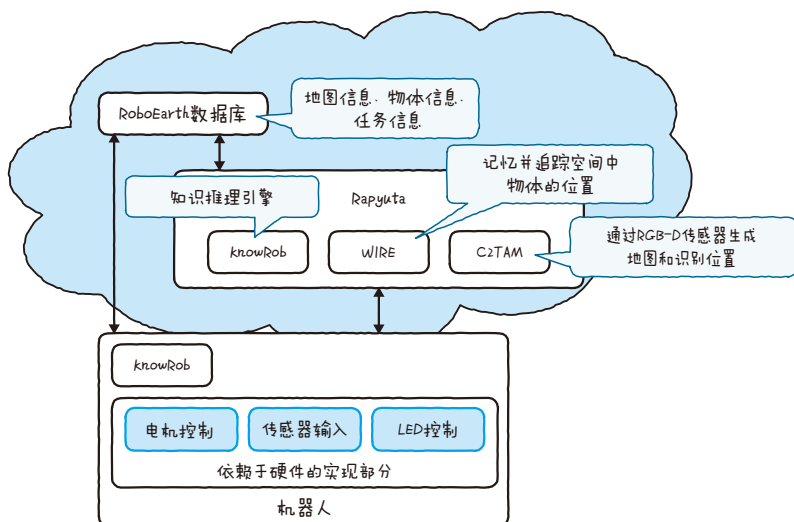 RoboEarth数据库
地图信息、物体信息、
任务信息
记忆并追踪空间中
物体的位置
知识推理引擎
Rapyuta
通过RGB-D传感器生成
地图和识别位置
KnowRob
WIRE
C2TAM
KnowRob
电机控制
传感器输入
LED控制
依赖于硬件的实现部分
机器人